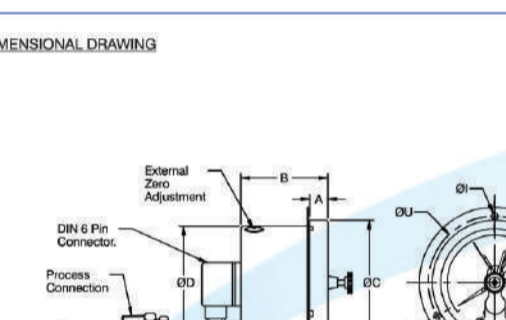 MENSIONAL DRAWING
External
Zero
Adjustment
B
A
DIN 6 Pin
Connector.
Process
Connection
ØD
ØC
ØU
ØI